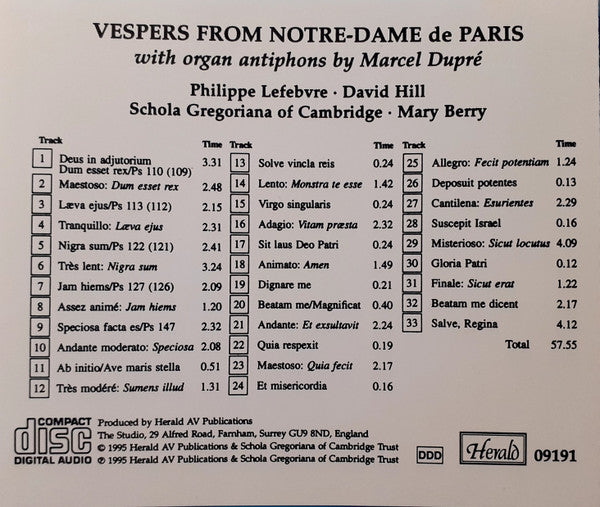 VESPERS FROM NOTRE-DAME de PARIS
with organ antiphons by Marcel Dupré
Philippe Lefebvre · David Hill
Schola Gregoriana of Cambridge · Mary Berry
Track Time
1 Deus in adjutorium
Dum esset rex/Ps 110 (109) 3.31
2 Maestoso: Dum esset rex 2.48
3 Læva ejus/Ps 113 (112) 2.15
4 Tranquillo: Læva ejus 2.31
5 Nigra sum/Ps 122 (121) 2.41
6 Très lent: Nigra sum 3.24
7 Jam hiems/Ps 127 (126) 2.09
8 Assez animé: Jam hiems 1.20
9 Speciosa facta es/Ps 147 2.32
10 Andante moderato: Speciosa 2.08
11 Ab initio/Ave maris stella 0.51
12 Très modéré: Sumens illud 1.31
Track Time
13 Solve vincla reis 0.24
14 Lento: Monstra te esse 1.42
15 Virgo singularis 0.24
16 Adagio: Vitam præsta 2.32
17 Sit laus Deo Patri 0.24
18 Animato: Amen 1.49
19 Dignare me 0.21
20 Beatam me/Magnificat 0.40
21 Andante: Et exsultavit 2.24
22 Quia respexit 0.19
23 Maestoso: Quia fecit 2.17
24 Et misericordia 0.16
Track Time
25 Allegro: Fecit potentiam 1.24
26 Deposuit potentes 0.13
27 Cantilena: Esurientes 2.29
28 Suscepit Israel 0.16
29 Misterioso: Sicut locutus 4.09
30 Gloria Patri 0.12
31 Finale: Sicut erat 1.22
32 Beatam me dicent 2.17
33 Salve, Regina 4.12
Total 57.55
COMPACT
disc
DIGITAL AUDIO
Produced by Herald AV Publications
The Studio, 29 Alfred Road, Farnham, Surrey GU9 8ND, England
© 1995 Herald AV Publications & Schola Gregoriana of Cambridge Trust
℗ 1995 Herald AV Publications & Schola Gregoriana of Cambridge Trust
DDD
Herald
09191